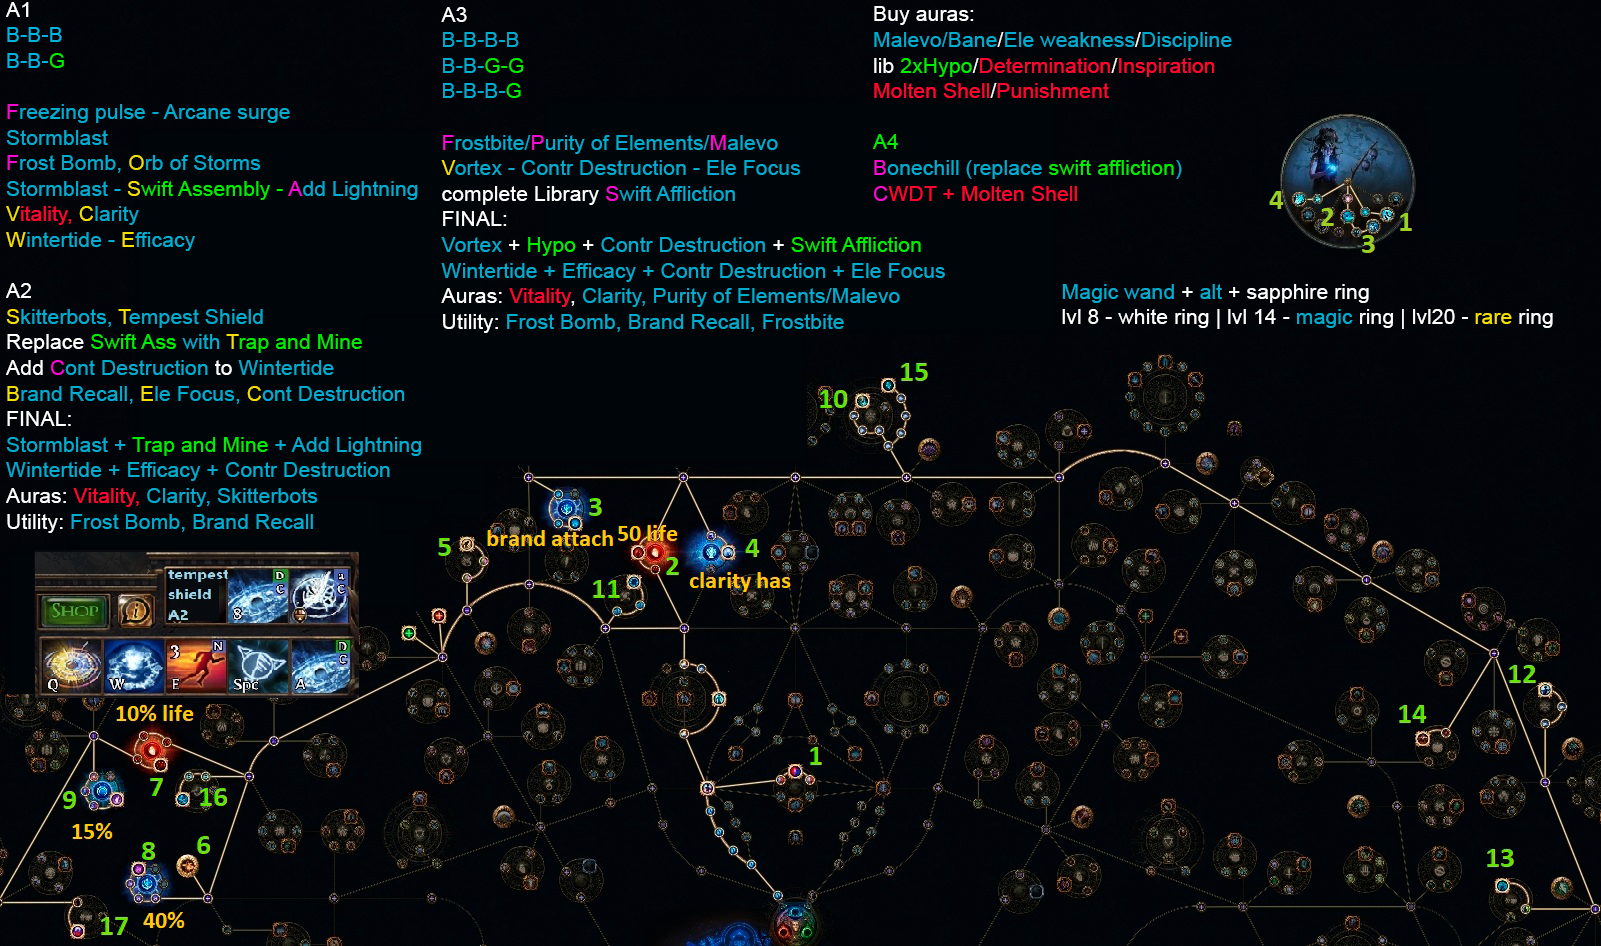 A1
B-B-B
B-B-G
Freezing pulse - Arcane surge
Stormblast
Frost Bomb, Orb of Storms
Stormblast - Swift Assembly - Add Lightning
Vitality, Clarity
Wintertide - Efficacy
A2
Skitterbots, Tempest Shield
Replace Swift Ass with Trap and Mine
Add Cont Destruction to Wintertide
Brand Recall, Ele Focus, Cont Destruction
FINAL:
Stormblast + Trap and Mine + Add Lightning
Wintertide + Efficacy + Contr Destruction
Auras: Vitality, Clarity, Skitterbots
Utility: Frost Bomb, Brand Recall
A3
B-B-B-B
B-B-G-G
B-B-B-G
Frostbite/Purity of Elements/Malevo
Vortex - Contr Destruction - Ele Focus
complete Library Swift Affliction
FINAL:
Vortex + Hypo + Contr Destruction + Swift Affliction
Wintertide + Efficacy + Contr Destruction + Ele Focus
Auras: Vitality, Clarity, Purity of Elements/Malevo
Utility: Frost Bomb, Brand Recall, Frostbite
Buy auras:
Malevo/Bane/Ele weakness/Discipline
lib 2xHypo/Determination/Inspiration
Molten Shell/Punishment
A4
Bonechill (replace swift affliction)
CWDT + Molten Shell
4
2
3
1
Magic wand + alt + sapphire ring
lvl 8 - white ring | lvl 14 - magic ring | lvl20 - rare ring
15
10
3
brand attach
50 life
5
2
4
clarity has
11
tempest
shield
A2
D
C
8
a
C
SHOP
Q
W
3
N
E
Spc
D
C
A
10% life
7
9
16
15%
8
6
40%
17
1
12
14
13